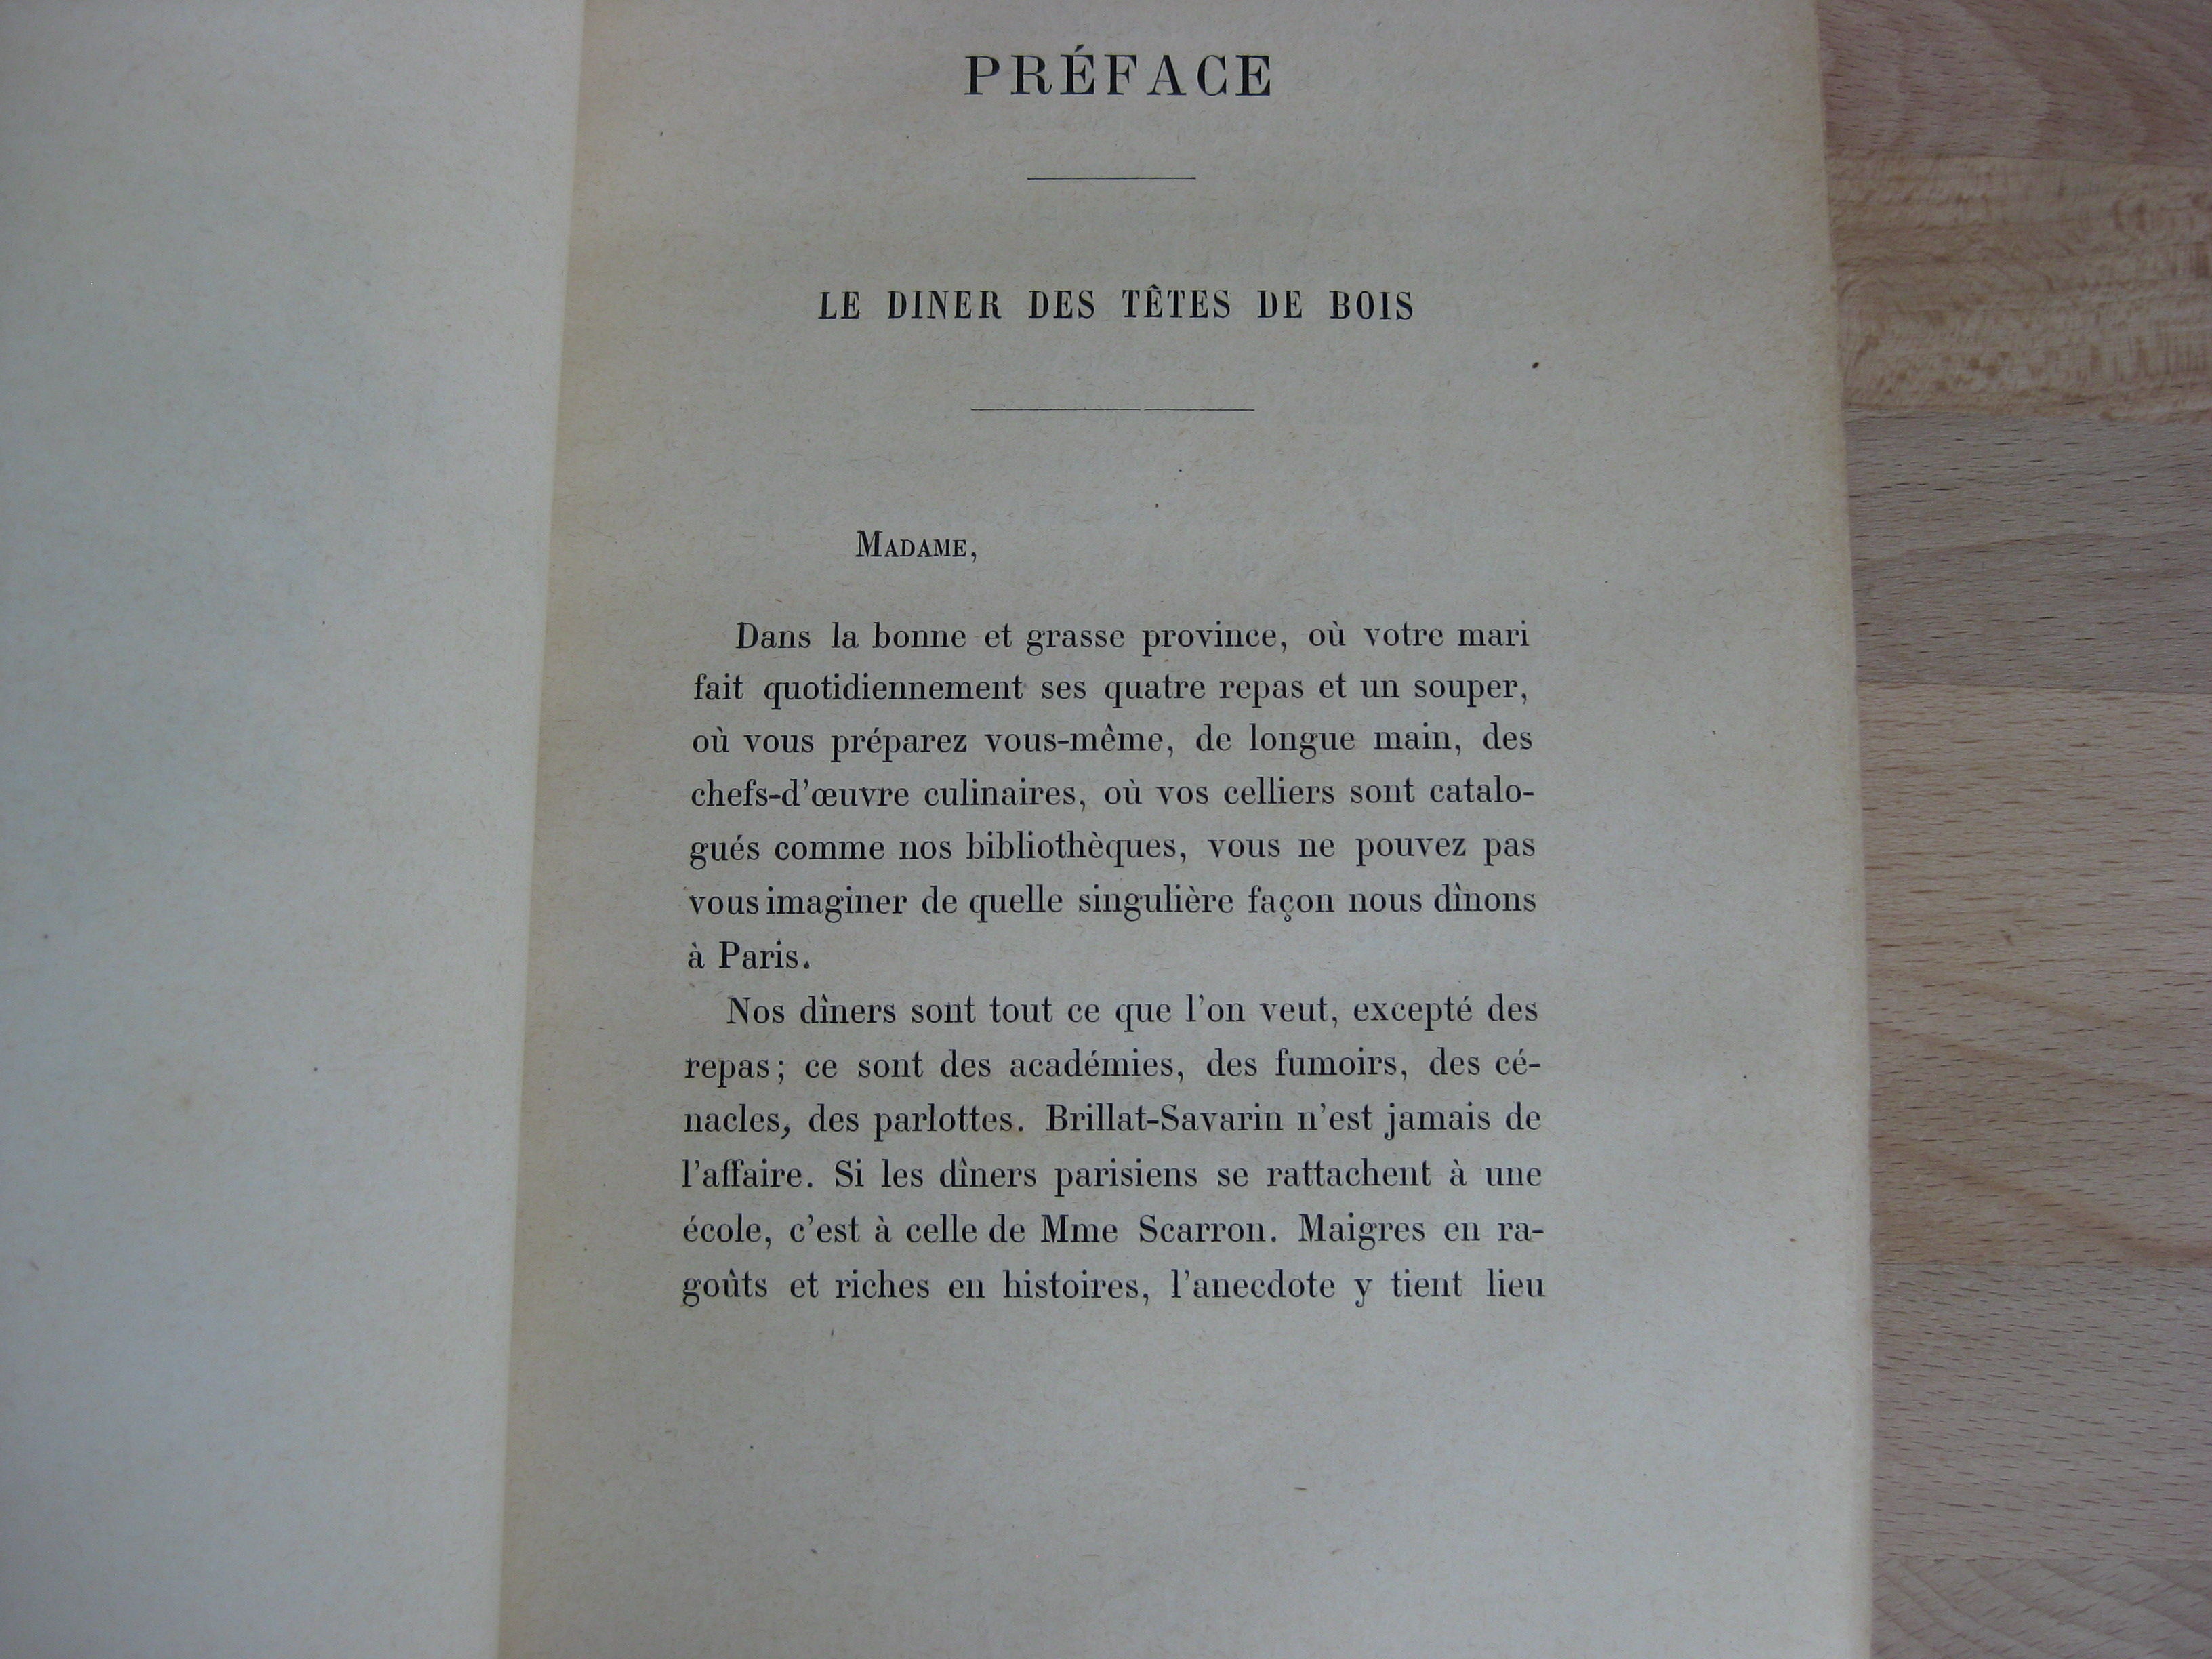 PRÉFACE
LE DINER DES TÊTES DE BOIS
MADAME,
Dans la bonne et grasse province, où votre mari
fait quotidiennement ses quatre repas et un souper,
où vous préparez vous-même, de longue main, des
chefs-d'œuvre culinaires, où vos celliers sont catalo-
gués comme nos bibliothèques, vous ne pouvez pas
vous imaginer de quelle singulière façon nous dînons
à Paris.
Nos dîners sont tout ce que l'on veut, excepté des
repas; ce sont des académies, des fumoirs, des cé-
nacles, des parlottes. Brillat-Savarin n'est jamais de
l'affaire. Si les dîners parisiens se rattachent à une
école, c'est à celle de Mme Scarron. Maigres en ra-
goûts et riches en histoires, l'anecdote y tient lieu